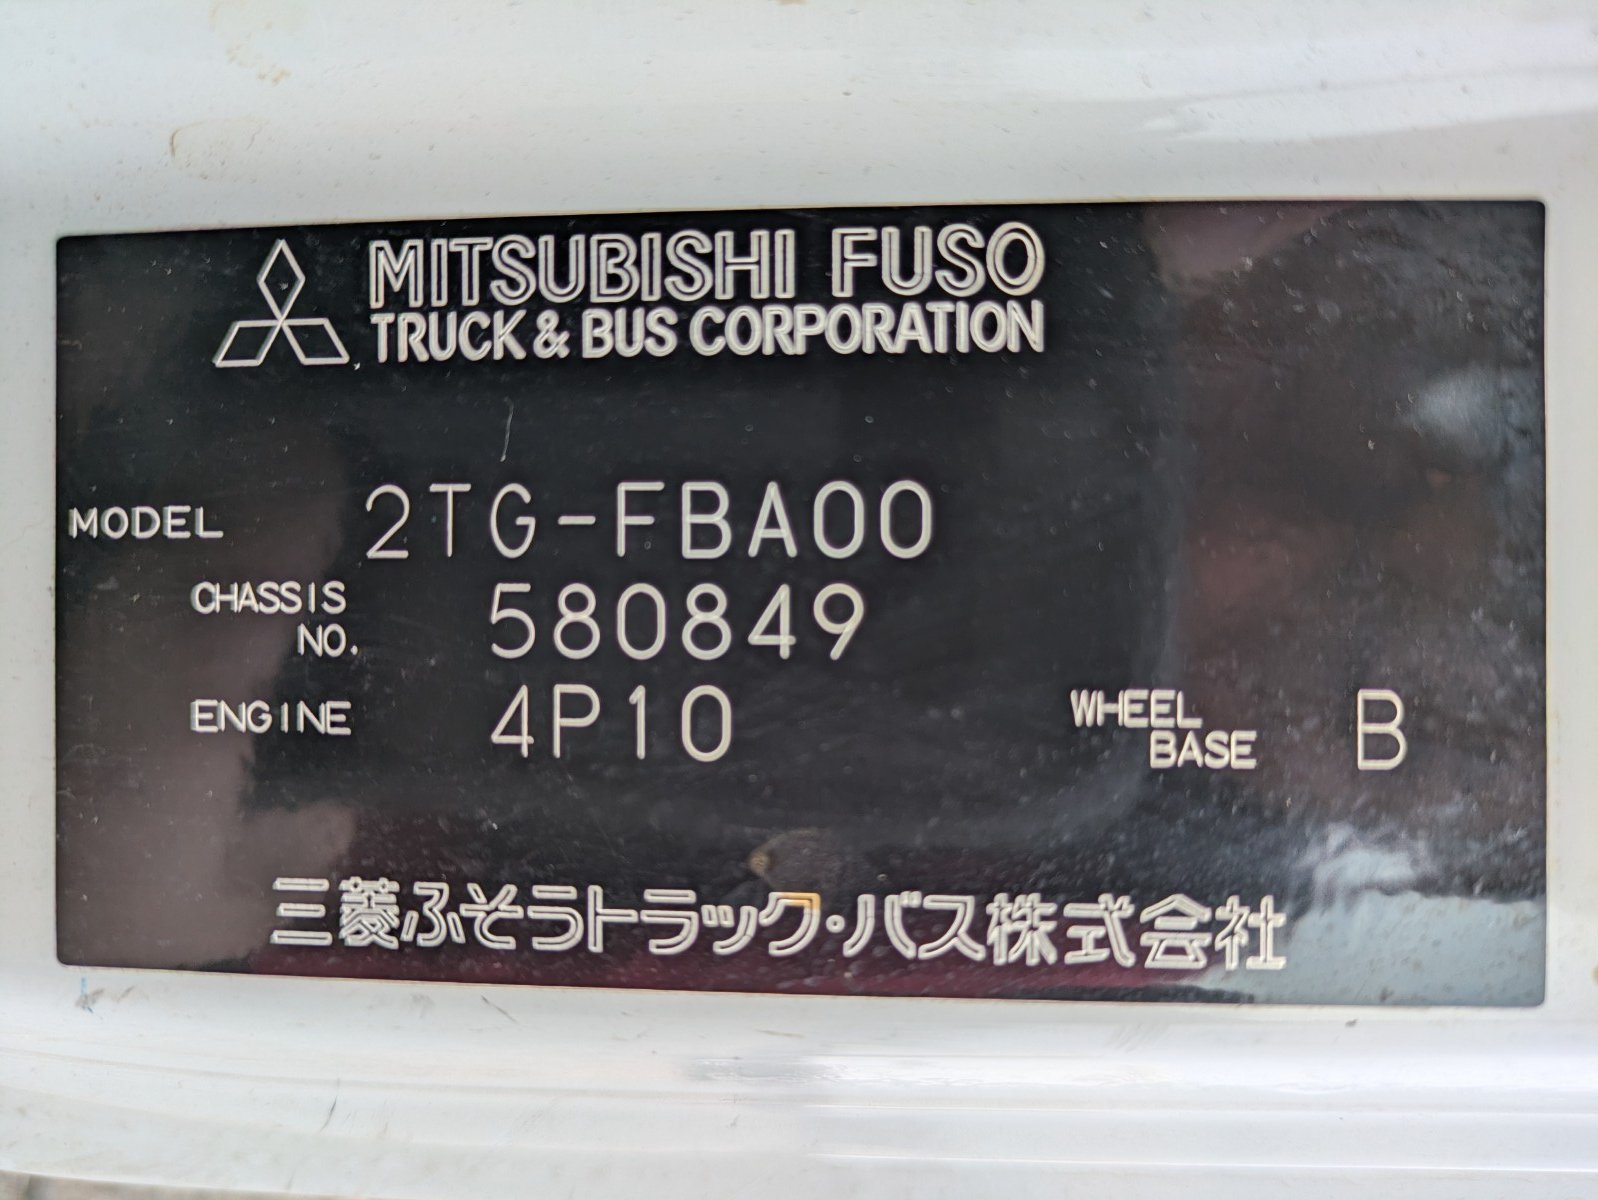 MITSUBISHI FUSO
TRUCK & BUS CORPORATION
MODEL 2TG-FBA00
CHASSIS NO. 580849
ENGINE 4P10 WHEEL BASE B
三菱ふそうトラック・バス株式会社